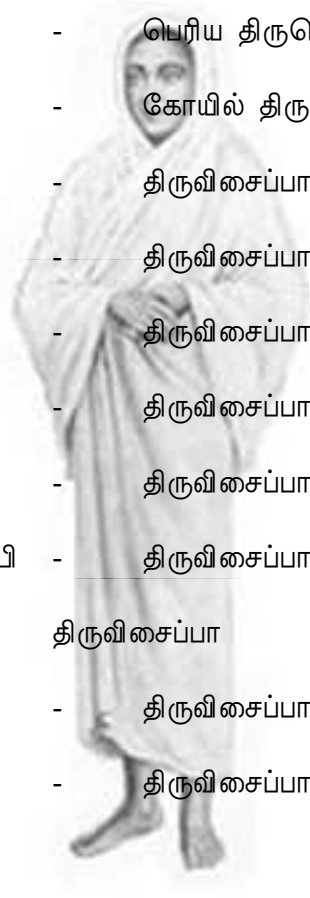 - பெரிய திருெ
- கோயில் திரு
- திருவிசைப்பா
- திருவிசைப்பா
- திருவிசைப்பா
- திருவிசைப்பா
- திருவிசைப்பா
பி - திருவிசைப்பா
திருவிசைப்பா
- திருவிசைப்பா
- திருவிசைப்பா